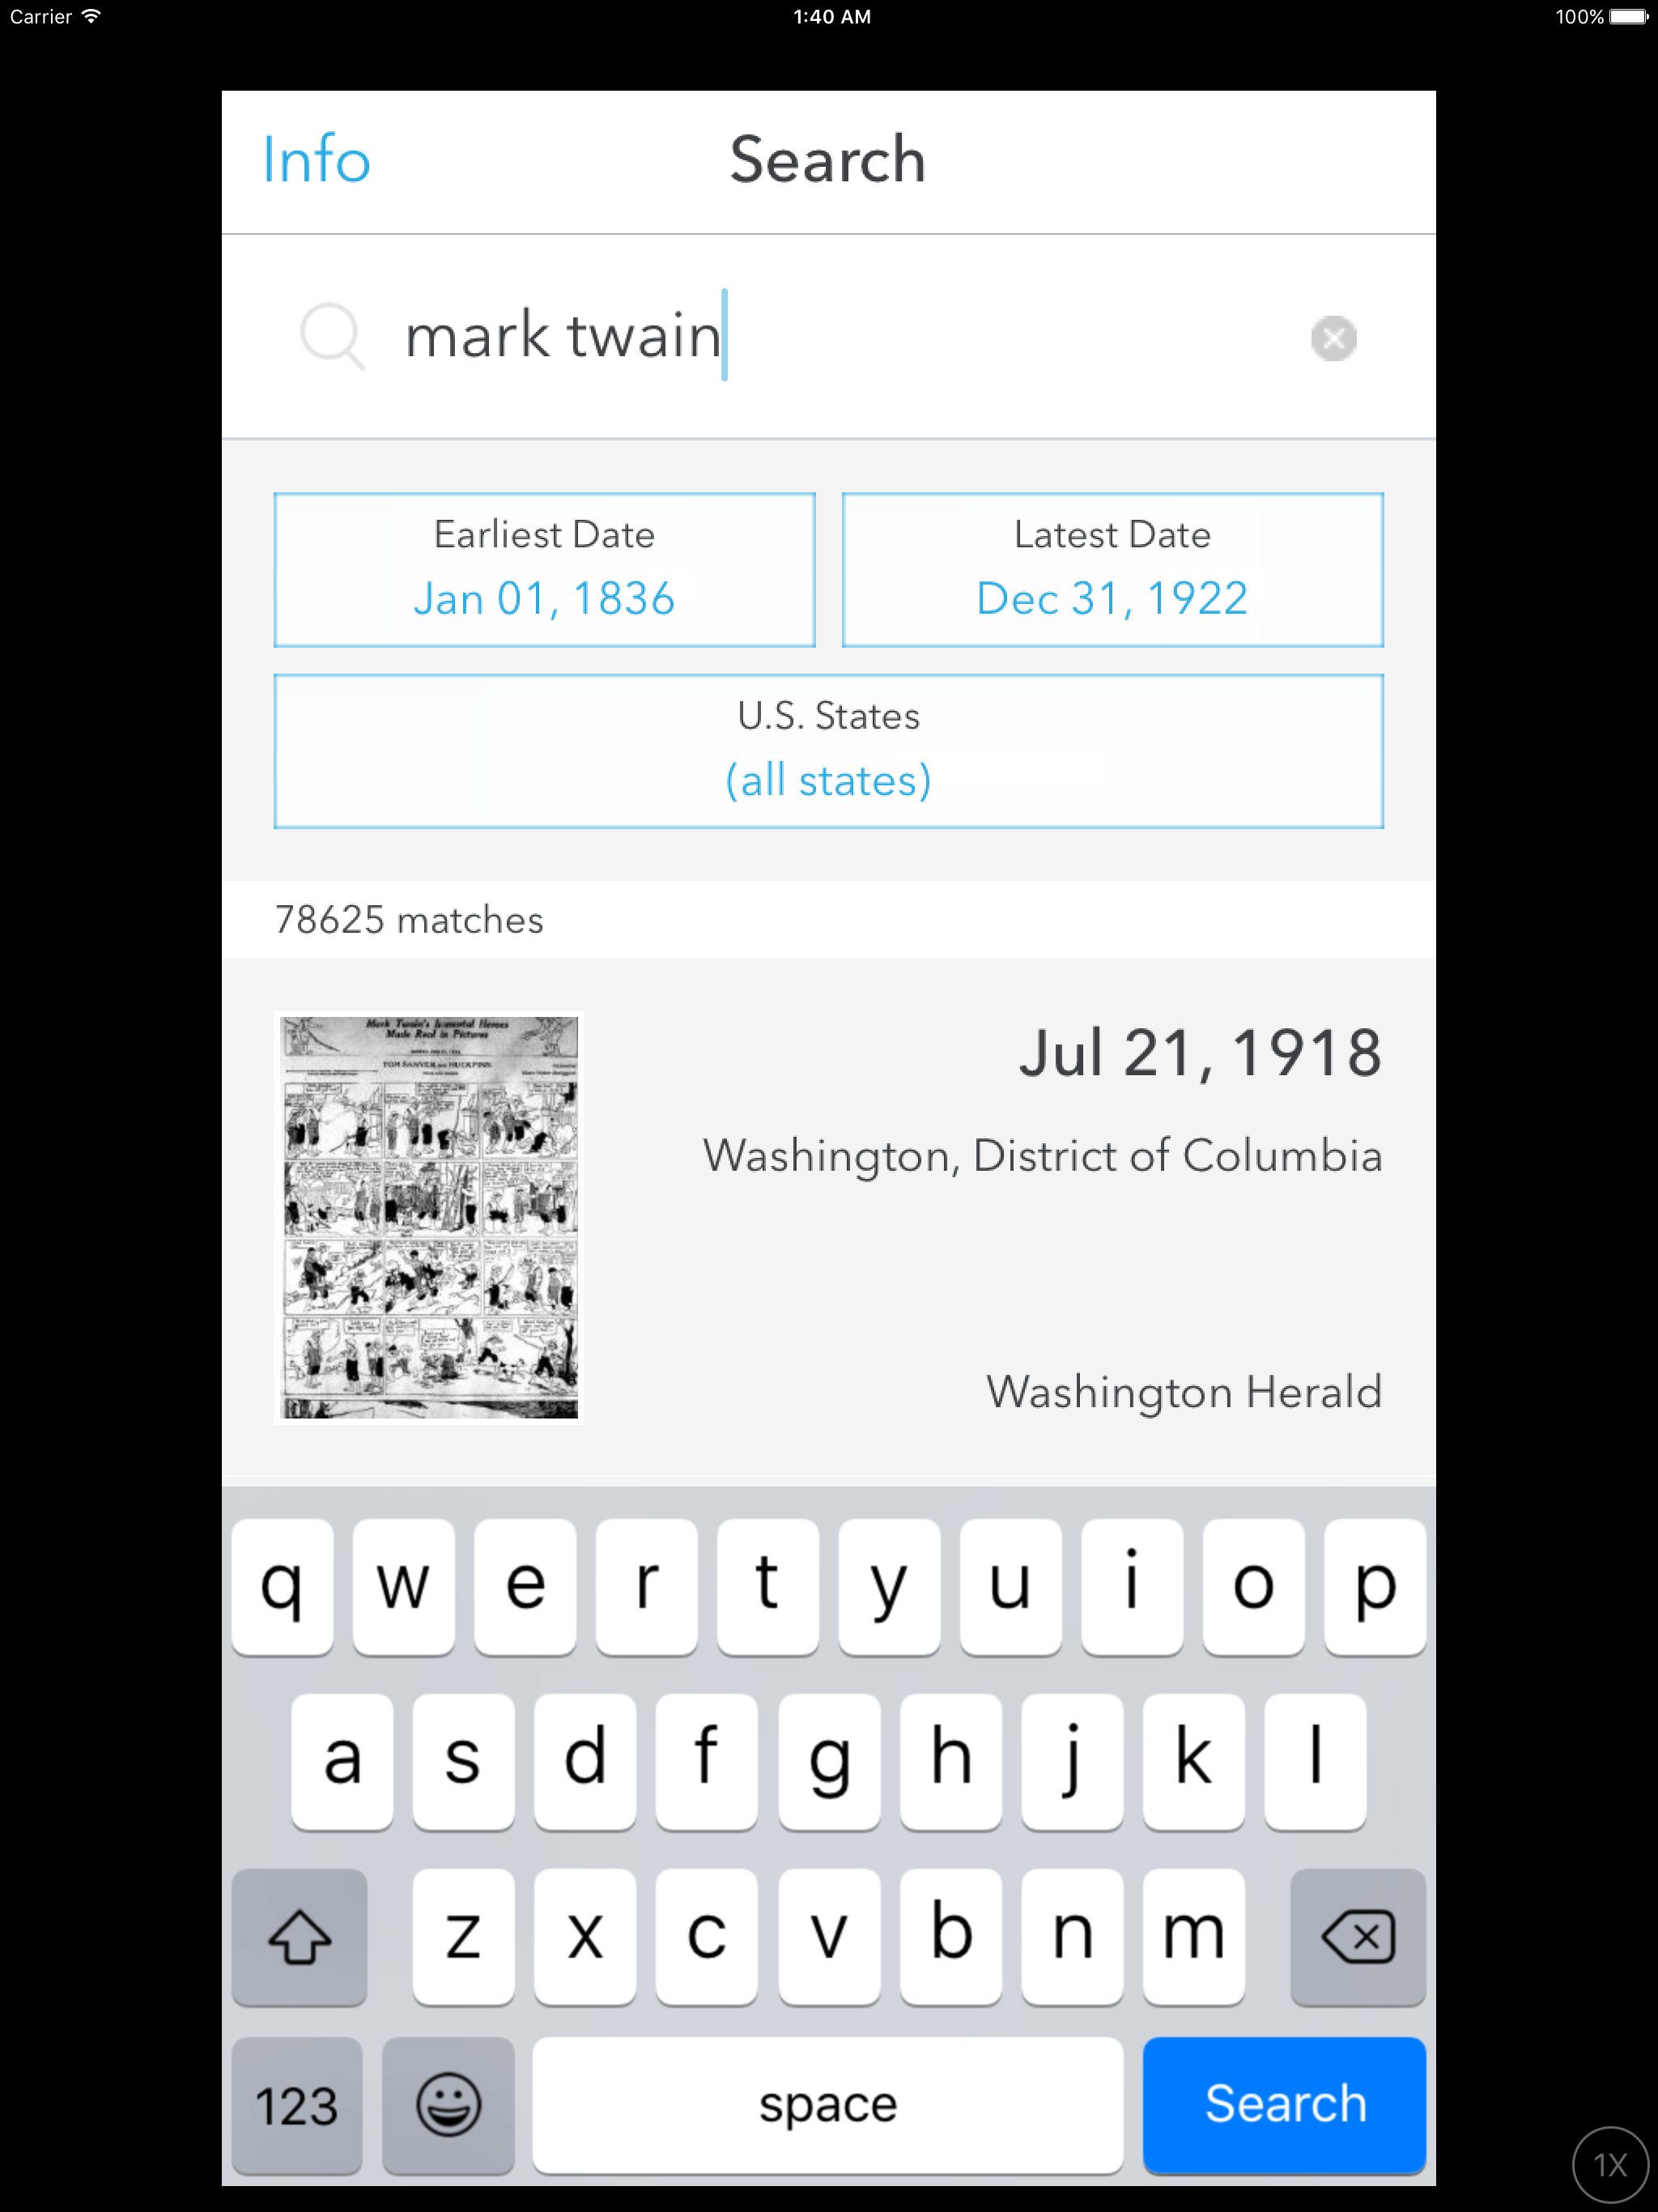 Carrier 1:40 AM 100%
Info Search
mark twain
Earliest Date Latest Date
Jan 01, 1836 Dec 31, 1922
U.S. States
(all states)
78625 matches
Mark Twain's Immortal Heroes
Made Real in Pictures
TOM SAWYER and HUCK FINN
Jul 21, 1918
Washington, District of Columbia
Washington Herald
q w e r t y u i o p
a s d f g h j k l
z x c v b n m
123 space Search
1X